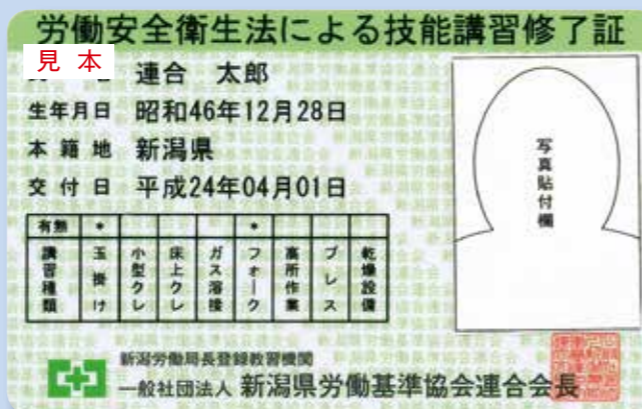 労働安全衛生法による技能講習修了証
見本
連合 太郎
生年月日 昭和46年12月28日
本籍地 新潟県
交付日 平成24年04月01日
写真貼付欄
有無 * *
講習種類 玉掛け 小型クレ 床上クレ ガス溶接 フォーク 高所作業 プレス 乾燥設備
新潟労働局長登録教習機関
一般社団法人 新潟県労働基準協会連合会長